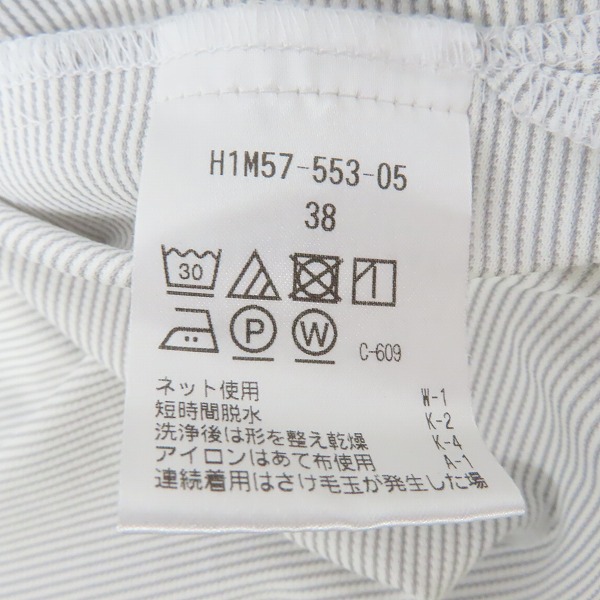 H1M57-553-05
38
30
P W C-609
ネット使用 W-1
短時間脱水 K-2
洗浄後は形を整え乾燥 K-4
アイロンはあて布使用 A-1
連続着用はさけ毛玉が発生した場